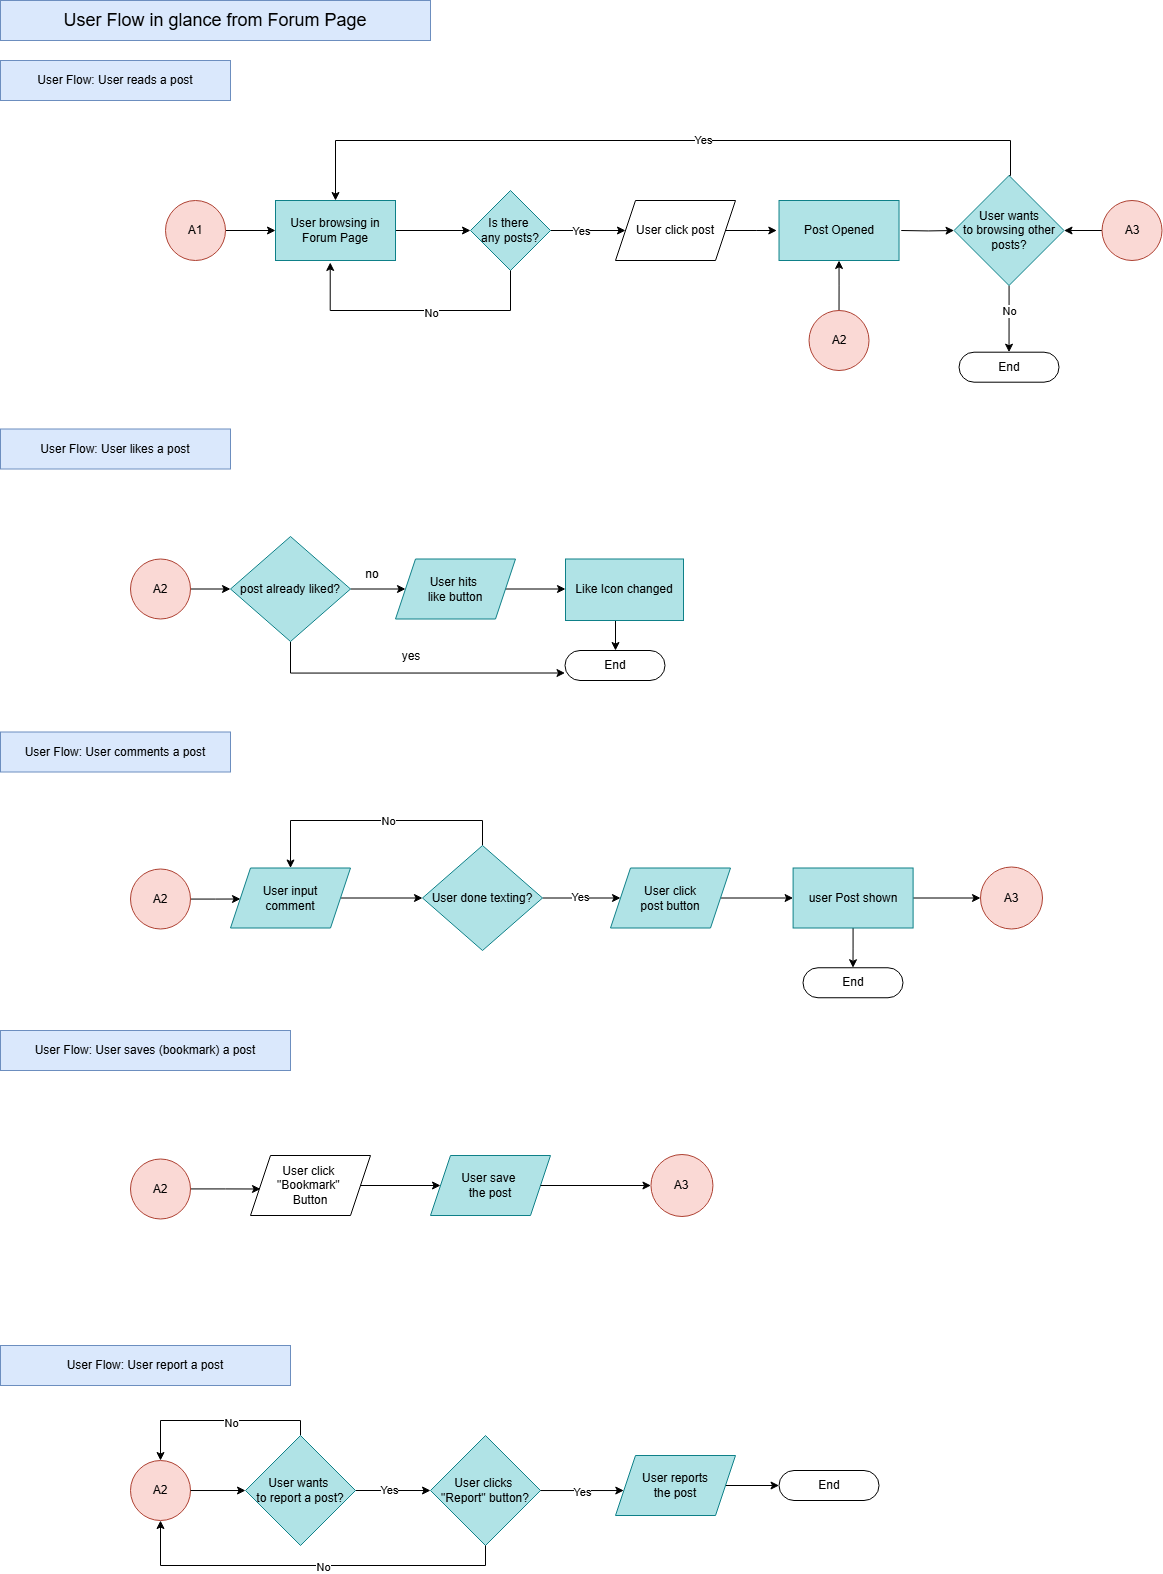 User Flow in glance from Forum Page
User Flow: User reads a post
Yes
A1
User browsing in
Forum Page
Is there
any posts?
Yes
User click post
Post Opened
User wants
to browsing other
posts?
A3
No
No
A2
End
User Flow: User likes a post
A2
post already liked?
no
User hits
like button
Like Icon changed
yes
End
User Flow: User comments a post
No
A2
User input
comment
User done texting?
Yes
User click
post button
user Post shown
A3
End
User Flow: User saves (bookmark) a post
A2
User click
"Bookmark"
Button
User save
the post
A3
User Flow: User report a post
No
A2
User wants
to report a post?
Yes
User clicks
"Report" button?
Yes
User reports
the post
End
No